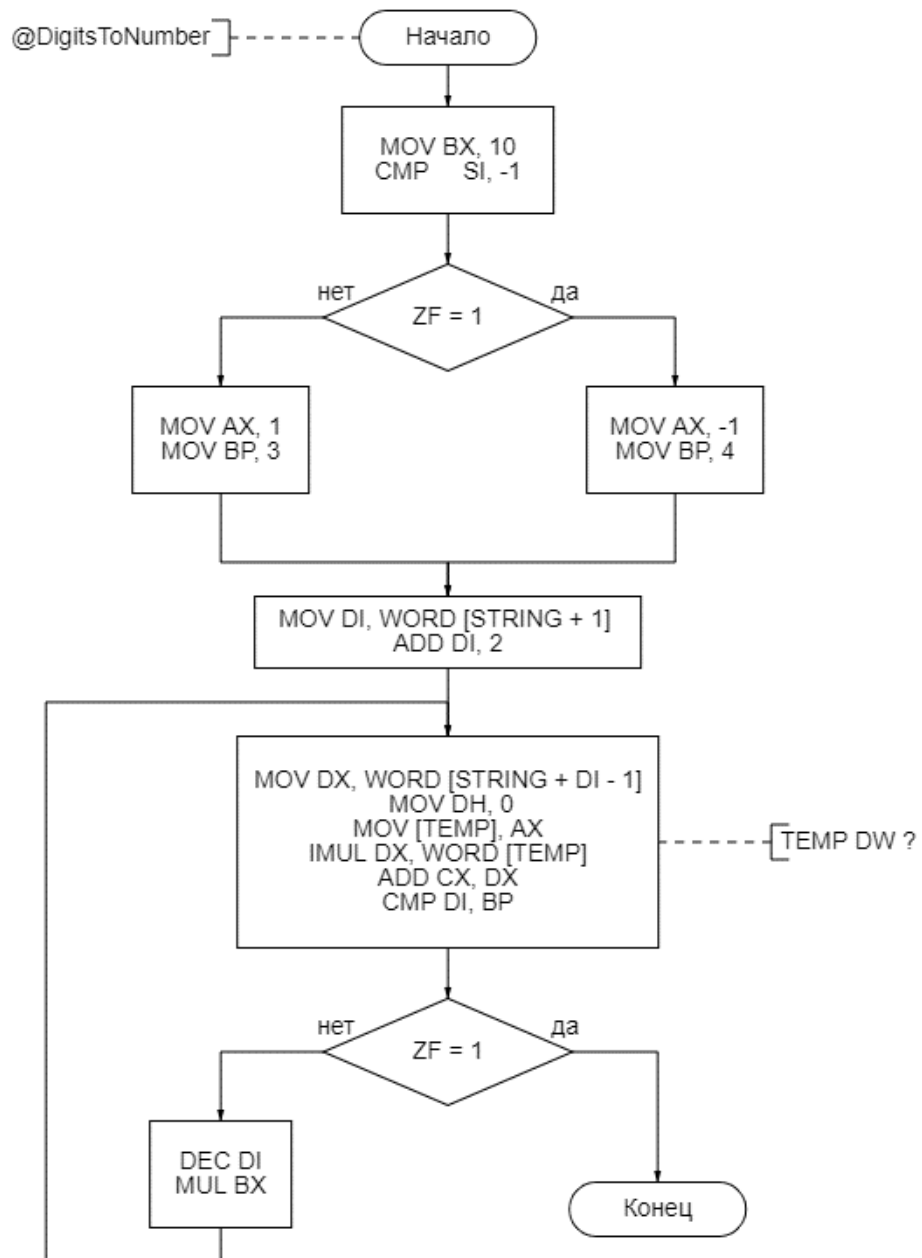 @DigitsToNumber
Начало
MOV BX, 10
CMP SI, -1
нет
да
ZF = 1
MOV AX, 1
MOV BP, 3
MOV AX, -1
MOV BP, 4
MOV DI, WORD [STRING + 1]
ADD DI, 2
MOV DX, WORD [STRING + DI - 1]
MOV DH, 0
MOV [TEMP], AX
IMUL DX, WORD [TEMP]
ADD CX, DX
CMP DI, BP
TEMP DW ?
нет
да
ZF = 1
DEC DI
MUL BX
Конец